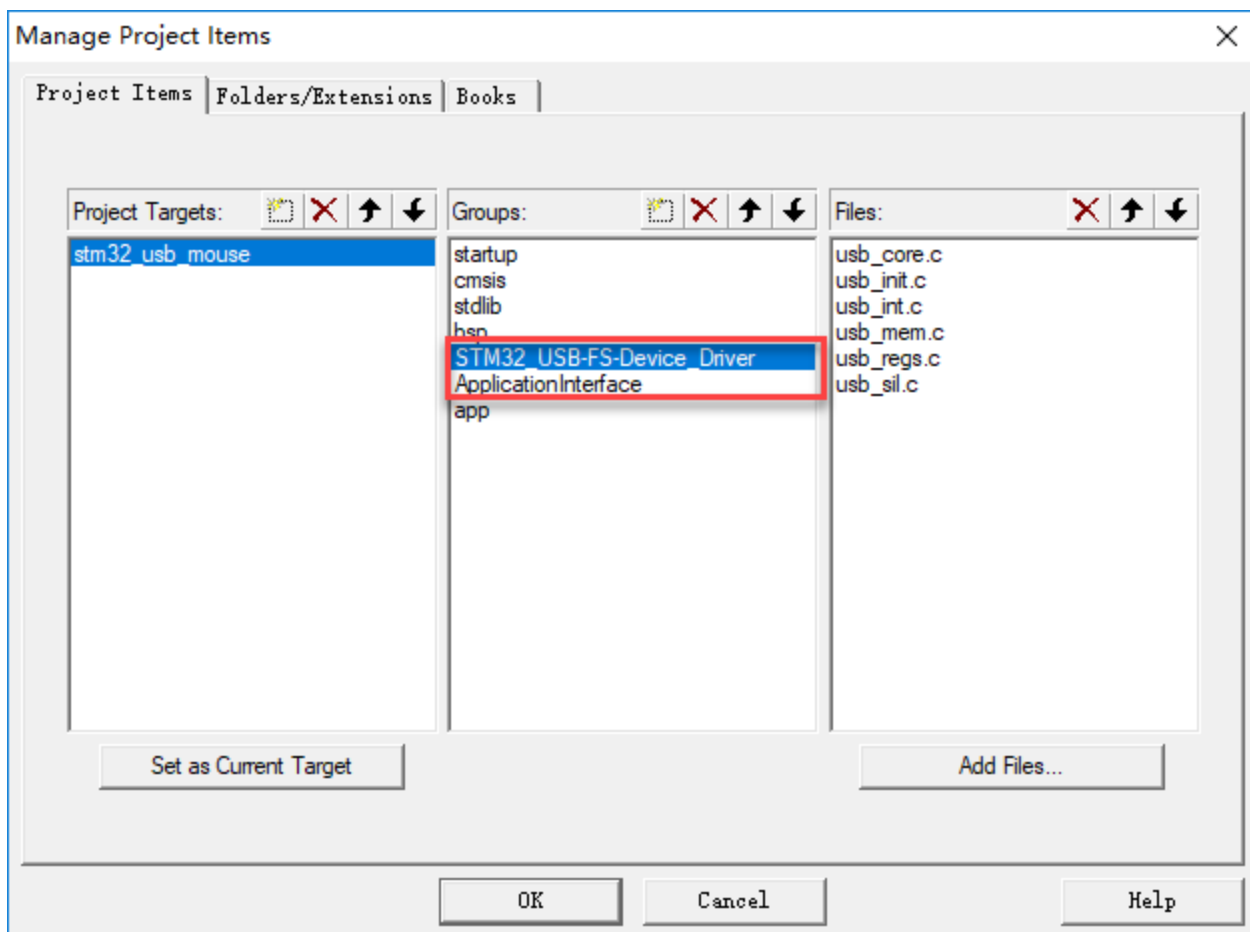 Manage Project Items
Project Items Folders/Extensions Books
Project Targets: Groups: Files:
stm32_usb_mouse
startup
cmsis
stdlib
bsp
STM32_USB-FS-Device_Driver
ApplicationInterface
app
usb_core.c
usb_init.c
usb_int.c
usb_mem.c
usb_regs.c
usb_sil.c
Set as Current Target Add Files...
OK Cancel Help